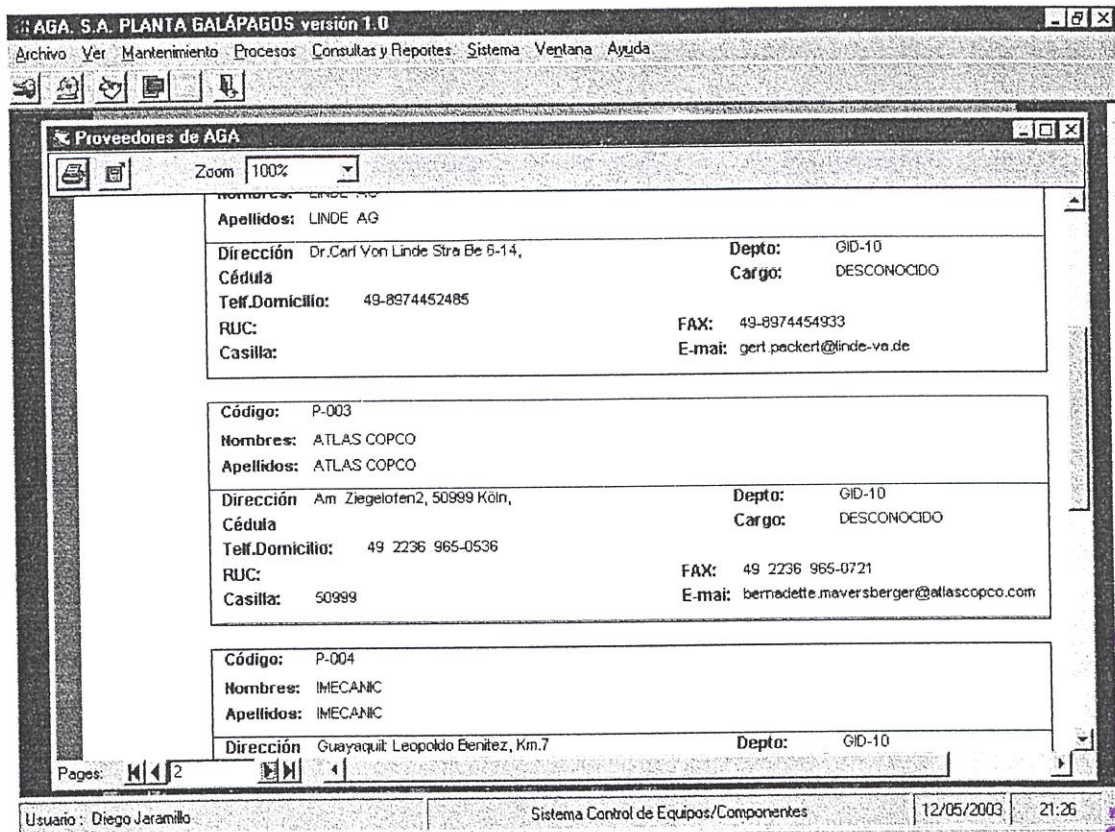 AGA. S.A. PLANTA GALÁPAGOS versión 1.0
Archivo Ver Mantenimiento Procesos Consultas y Reportes Sistema Ventana Ayuda
Proveedores de AGA
Zoom 100%
Nombres: LINDE AG
Apellidos: LINDE AG
Dirección Dr.Carl Von Linde Stra Be 6-14, Depto: GID-10
Cédula Cargo: DESCONOCIDO
Telf.Domicilio: 49-8974452485
RUC: FAX: 49-8974454933
Casilla: E-mai: gert.packert@linde-va.de
Código: P-003
Nombres: ATLAS COPCO
Apellidos: ATLAS COPCO
Dirección Am Ziegelofen2, 50999 Köln, Depto: GID-10
Cédula Cargo: DESCONOCIDO
Telf.Domicilio: 49 2236 965-0536
RUC: FAX: 49 2236 965-0721
Casilla: 50999 E-mai: bernadette.maversberger@atlascopco.com
Código: P-004
Nombres: IMECANIC
Apellidos: IMECANIC
Dirección Guayaquil: Leopoldo Benitez, Km.7 Depto: GID-10
Pages: 2
Usuario : Diego Jaramillo Sistema Control de Equipos/Componentes 12/05/2003 21:26